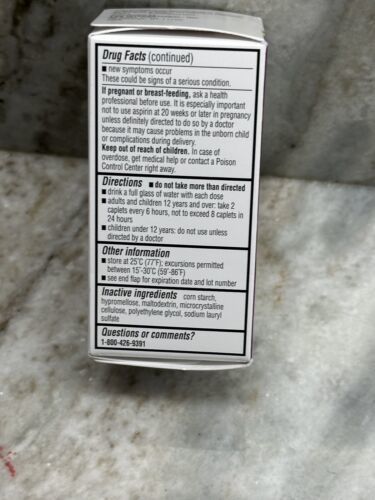 Drug Facts (continued)
■ new symptoms occur
These could be signs of a serious condition.
If pregnant or breast-feeding, ask a health
professional before use. It is especially important
not to use aspirin at 20 weeks or later in pregnancy
unless definitely directed to do so by a doctor
because it may cause problems in the unborn child
or complications during delivery.
Keep out of reach of children. In case of
overdose, get medical help or contact a Poison
Control Center right away.
Directions ■ do not take more than directed
■ drink a full glass of water with each dose
■ adults and children 12 years and over: take 2
caplets every 6 hours, not to exceed 8 caplets in
24 hours
■ children under 12 years: do not use unless
directed by a doctor
Other information
■ store at 25°C (77°F); excursions permitted
between 15°-30°C (59°-86°F)
■ see end flap for expiration date and lot number
Inactive ingredients corn starch,
hypromellose, maltodextrin, microcrystalline
cellulose, polyethylene glycol, sodium lauryl
sulfate
Questions or comments?
1-800-426-9391